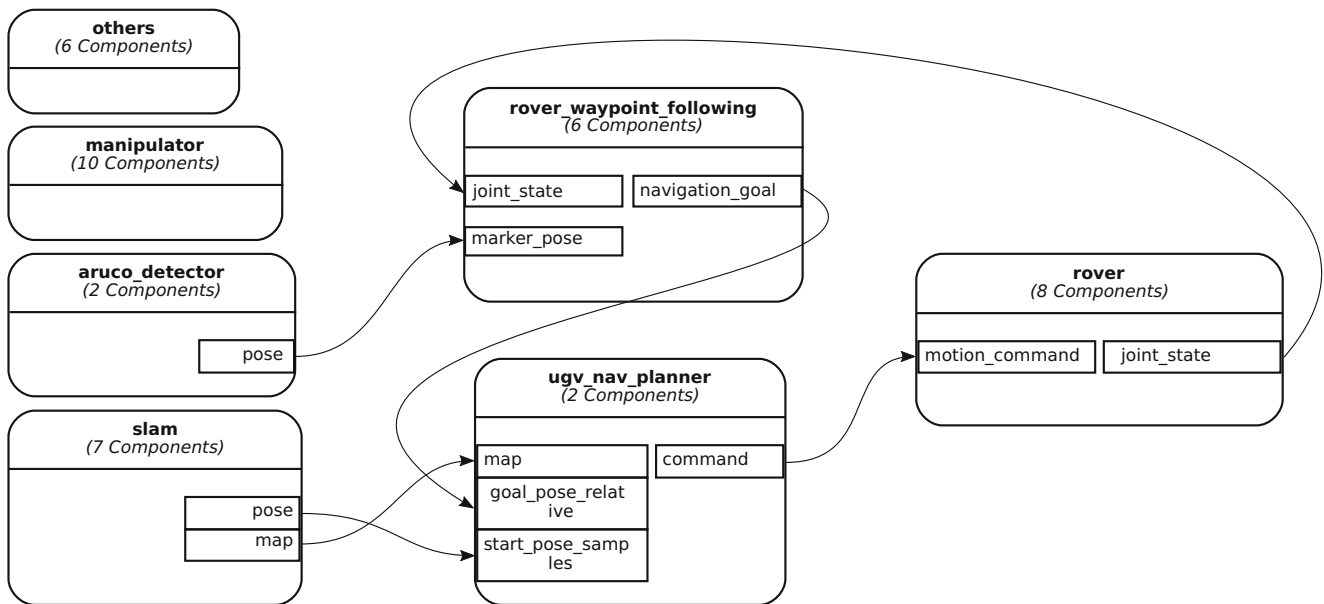 others
(6 Components)
manipulator
(10 Components)
aruco_detector
(2 Components)
pose
slam
(7 Components)
pose
map
rover_waypoint_following
(6 Components)
joint_state
navigation_goal
marker_pose
ugv_nav_planner
(2 Components)
map
command
goal_pose_relat
ive
start_pose_samp
les
rover
(8 Components)
motion_command
joint_state